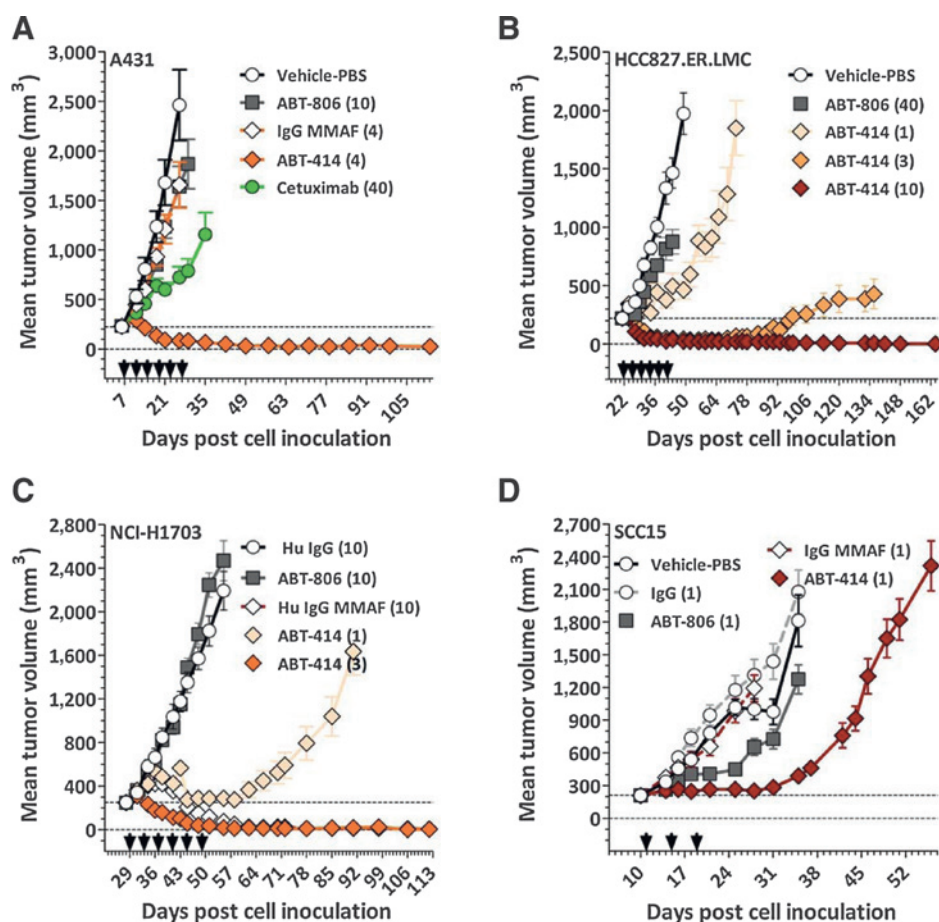 A
A431
Mean tumor volume (mm³)
3,000
2,500
2,000
1,500
1,000
500
0
Vehicle-PBS
ABT-806 (10)
IgG MMAF (4)
ABT-414 (4)
Cetuximab (40)
7 21 35 49 63 77 91 105
Days post cell inoculation
B
HCC827.ER.LMC
Mean tumor volume (mm³)
2,500
2,000
1,500
1,000
500
0
Vehicle-PBS
ABT-806 (40)
ABT-414 (1)
ABT-414 (3)
ABT-414 (10)
22 36 50 64 78 92 106 120 134 148 162
Days post cell inoculation
C
NCI-H1703
Mean tumor volume (mm³)
2,800
2,400
2,000
1,600
1,200
800
400
0
Hu IgG (10)
ABT-806 (10)
Hu IgG MMAF (10)
ABT-414 (1)
ABT-414 (3)
29 36 43 50 57 64 71 78 85 92 99 106 113
Days post cell inoculation
D
SCC15
Mean tumor volume (mm³)
2,700
2,400
2,100
1,800
1,500
1,200
900
600
300
0
Vehicle-PBS
IgG (1)
ABT-806 (1)
IgG MMAF (1)
ABT-414 (1)
10 17 24 31 38 45 52
Days post cell inoculation